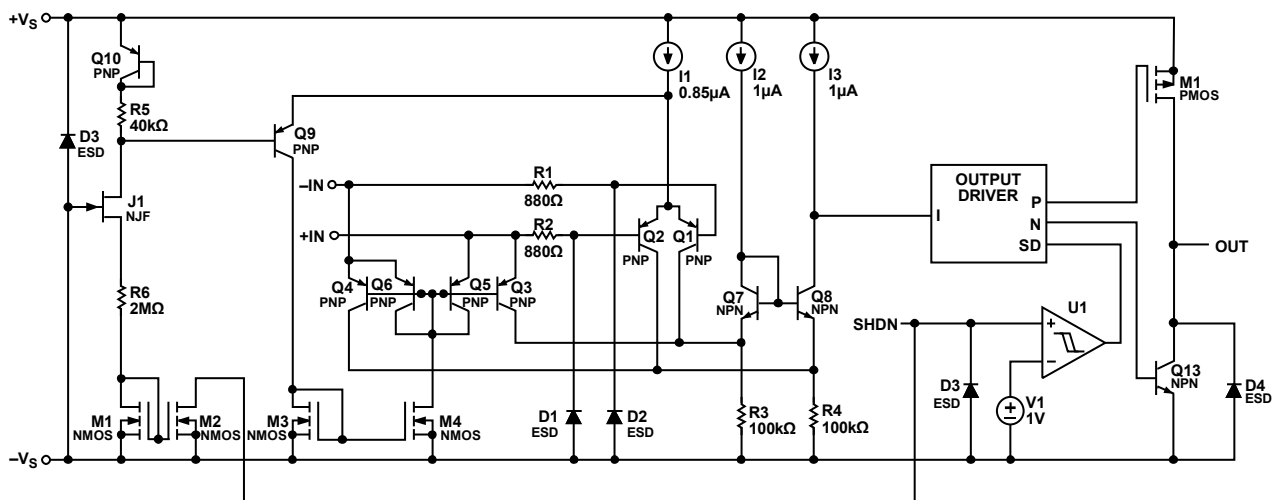 +VS
Q10
PNP
R5
40kΩ
D3
ESD
J1
NJF
R6
2MΩ
M1
NMOS
M2
NMOS
–VS
Q9
PNP
–IN
+IN
R1
880Ω
R2
880Ω
I1
0.85µA
I2
1µA
I3
1µA
Q2
PNP
Q1
PNP
Q4
PNP
Q6
PNP
Q5
PNP
Q3
PNP
Q7
NPN
Q8
NPN
M3
NMOS
M4
NMOS
D1
ESD
D2
ESD
R3
100kΩ
R4
100kΩ
OUTPUT
DRIVER
I
P
N
SD
M1
PMOS
OUT
SHDN
U1
+
–
D3
ESD
V1
1V
+
–
Q13
NPN
D4
ESD